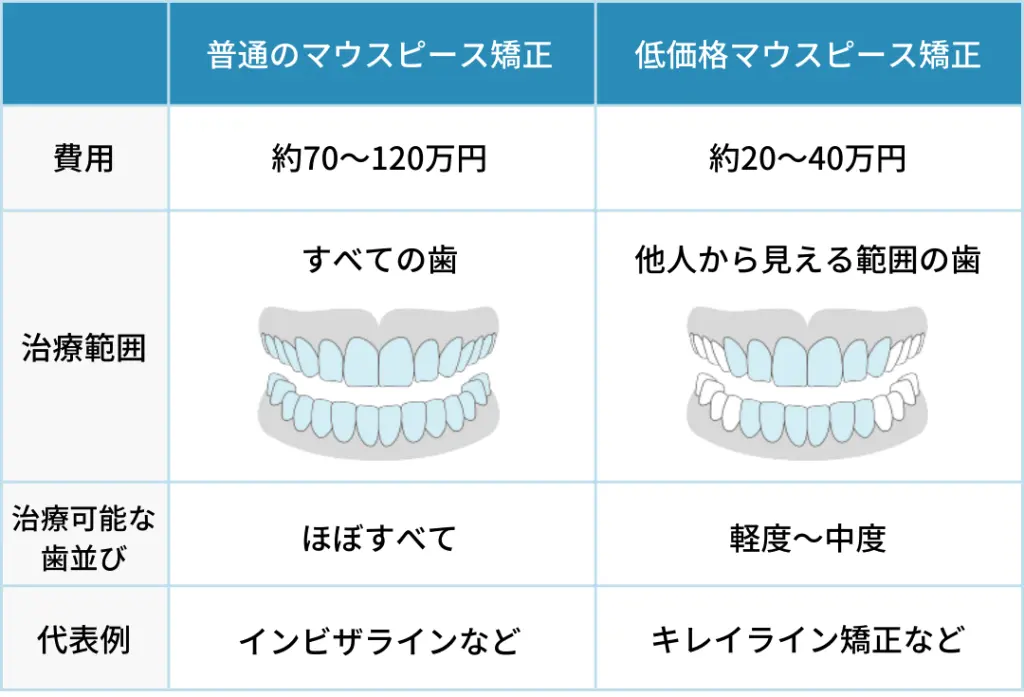 普通のマウスピース矯正 低価格マウスピース矯正
費用 約70～120万円 約20～40万円
治療範囲 すべての歯 他人から見える範囲の歯
治療可能な
歯並び ほぼすべて 軽度～中度
代表例 インビザラインなど キレイライン矯正など